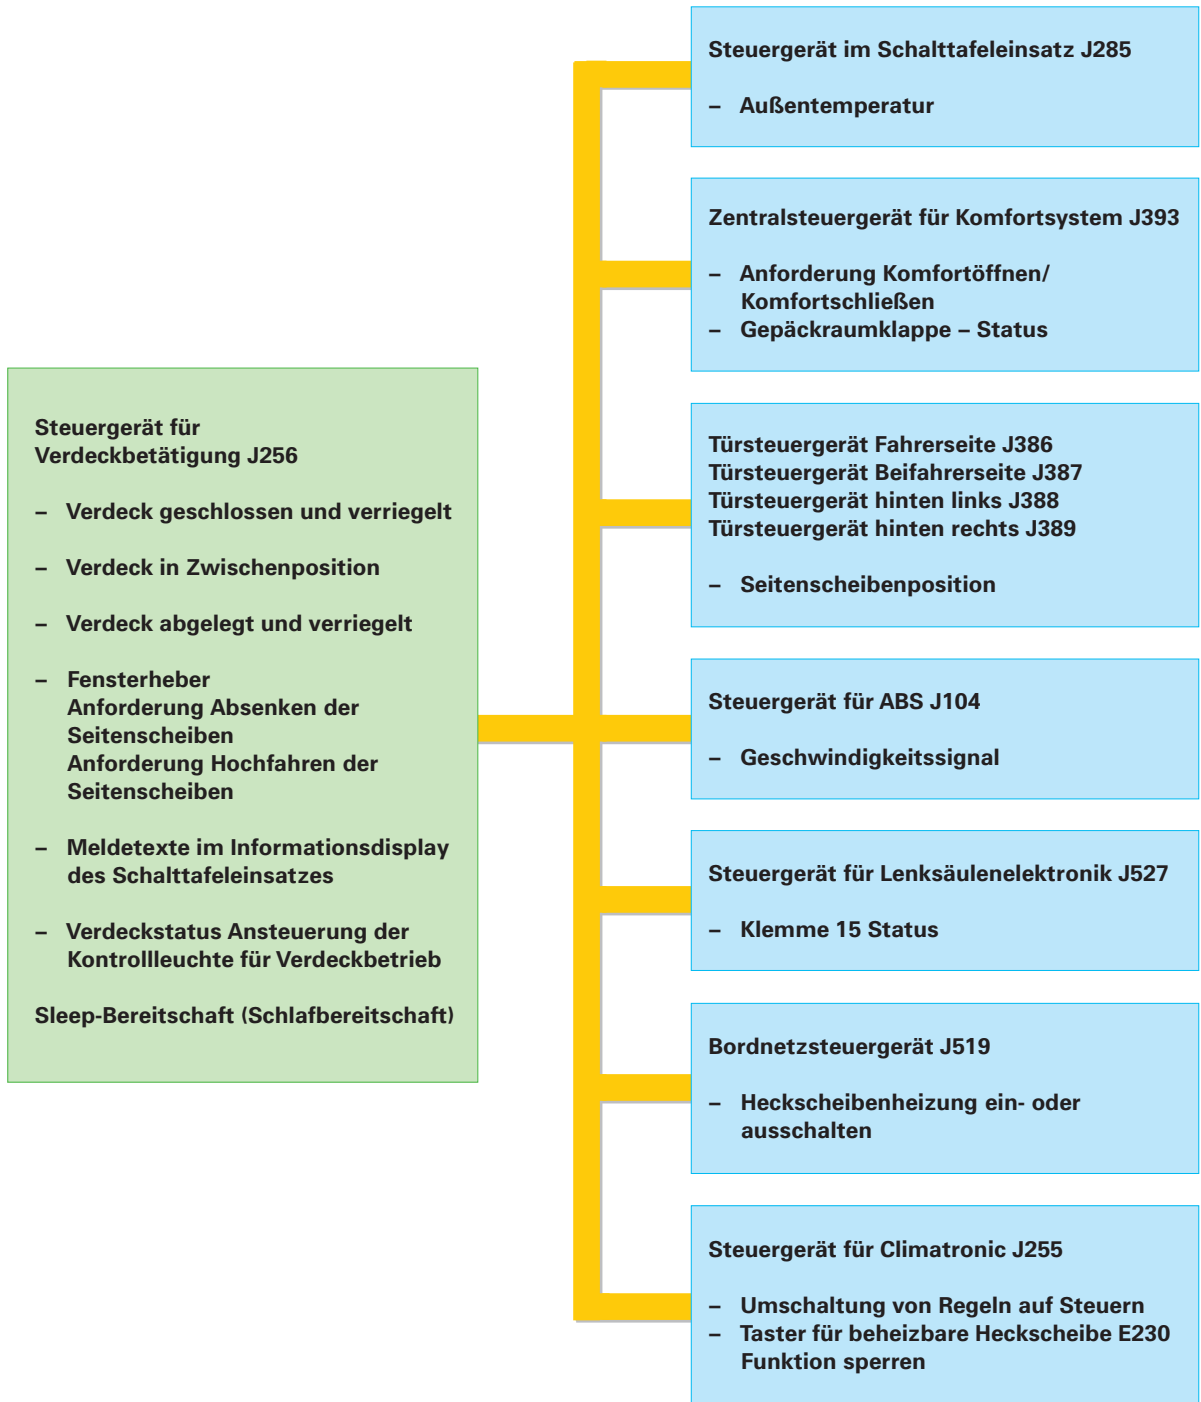 Steuergerät für
Verdeckbetätigung J256
– Verdeck geschlossen und verriegelt
– Verdeck in Zwischenposition
– Verdeck abgelegt und verriegelt
– Fensterheber
Anforderung Absenken der
Seitenscheiben
Anforderung Hochfahren der
Seitenscheiben
– Meldetexte im Informationsdisplay
des Schalttafeleinsatzes
– Verdeckstatus Ansteuerung der
Kontrollleuchte für Verdeckbetrieb
Sleep-Bereitschaft (Schlafbereitschaft)
Steuergerät im Schalttafeleinsatz J285
– Außentemperatur
Zentralsteuergerät für Komfortsystem J393
– Anforderung Komfortöffnen/
Komfortschließen
– Gepäckraumklappe – Status
Türsteuergerät Fahrerseite J386
Türsteuergerät Beifahrerseite J387
Türsteuergerät hinten links J388
Türsteuergerät hinten rechts J389
– Seitenscheibenposition
Steuergerät für ABS J104
– Geschwindigkeitssignal
Steuergerät für Lenksäulenelektronik J527
– Klemme 15 Status
Bordnetzsteuergerät J519
– Heckscheibenheizung ein- oder
ausschalten
Steuergerät für Climatronic J255
– Umschaltung von Regeln auf Steuern
– Taster für beheizbare Heckscheibe E230
Funktion sperren